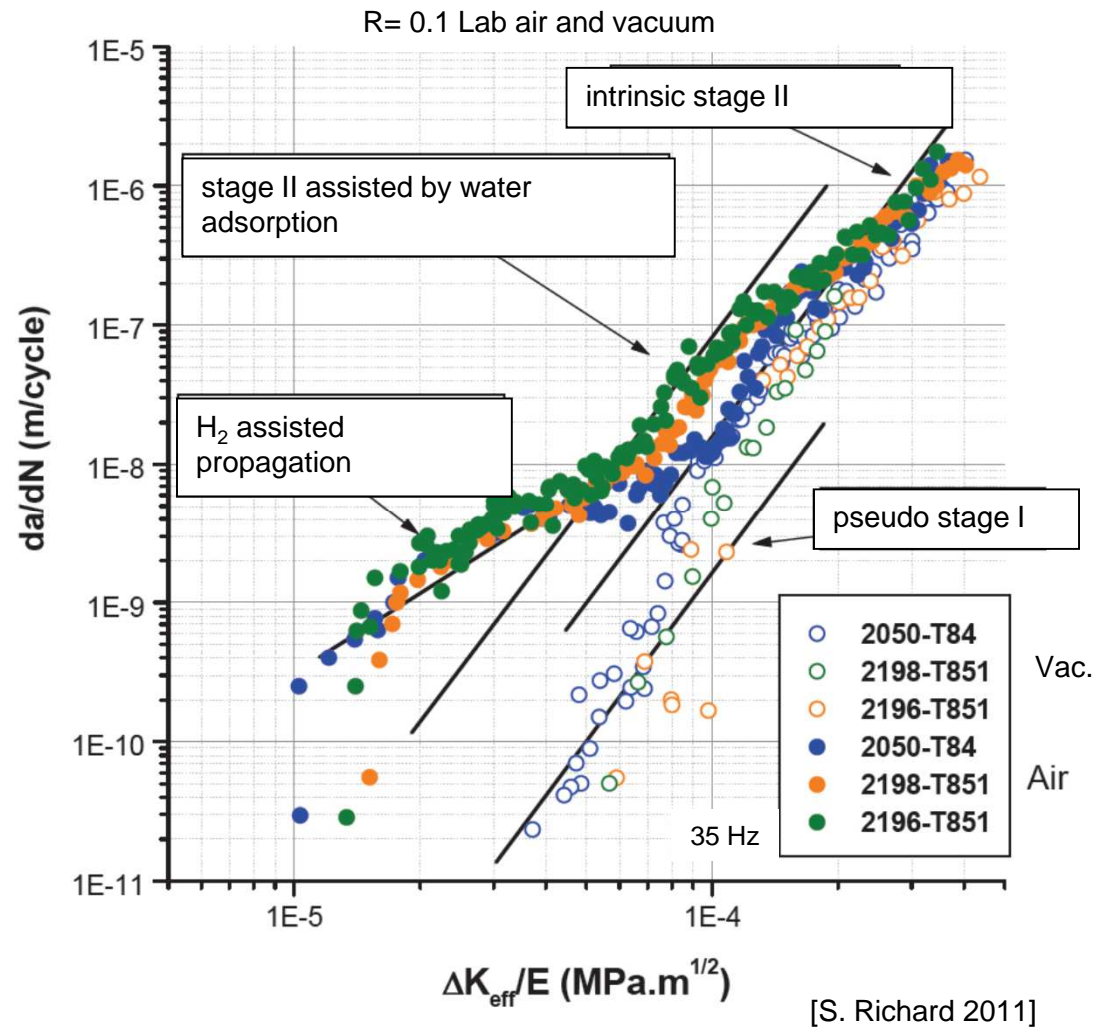 R= 0.1 Lab air and vacuum
1E-5
intrinsic stage II
stage II assisted by water
adsorption
1E-6
1E-7
H₂ assisted
propagation
1E-8
pseudo stage I
1E-9
2050-T84
2198-T851
Vac.
2196-T851
1E-10
2050-T84
2198-T851
Air
2196-T851
35 Hz
1E-11
1E-5
1E-4
da/dN (m/cycle)
ΔK_eff/E (MPa.m^1/2)
[S. Richard 2011]